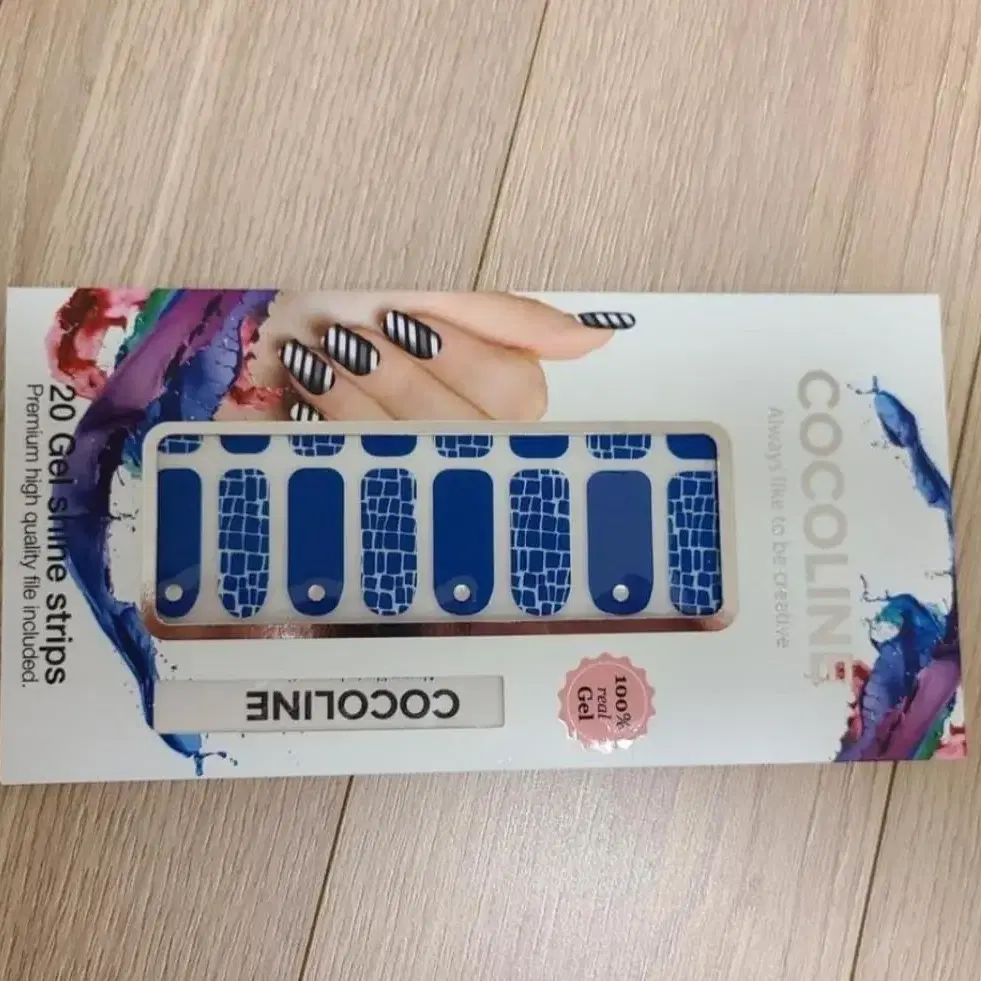 COCOLINE
Always like to be creative
100%
real
Gel
COCOLINE
20 Gel shine strips
Premium high quality file included.